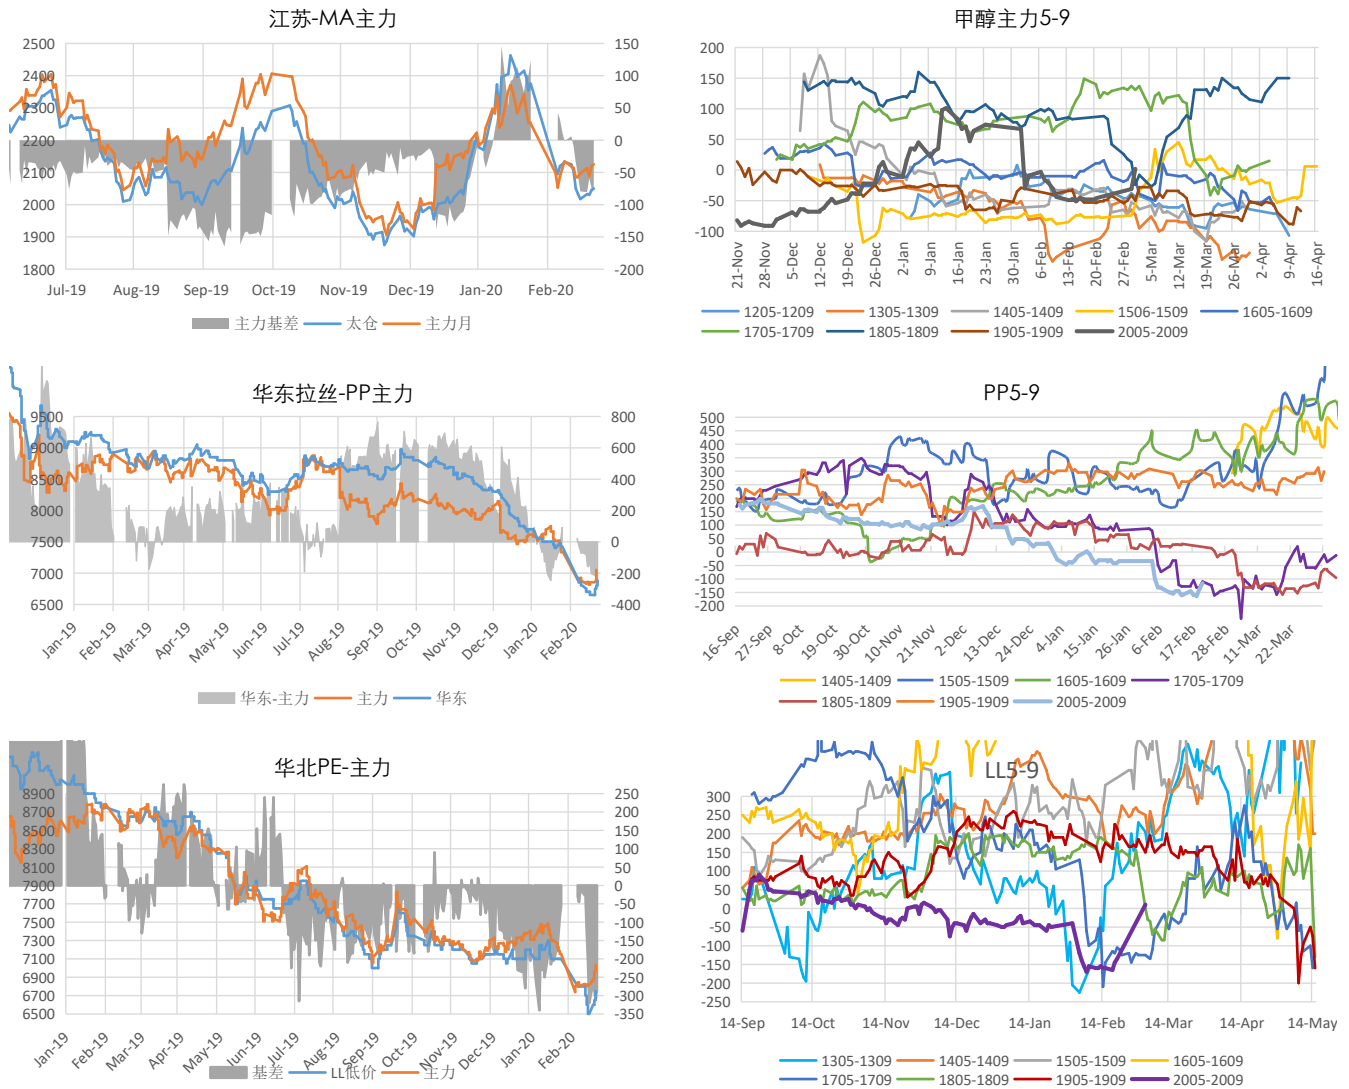 江苏-MA主力
2500 150
2400 100
2300 50
2200 0
2100 -50
2000 -100
1900 -150
1800 -200
Jul-19 Aug-19 Sep-19 Oct-19 Nov-19 Dec-19 Jan-20 Feb-20
主力基差 太仓 主力月
甲醇主力5-9
200
150
100
50
0
-50
-100
21-Nov 28-Nov 5-Dec 12-Dec 19-Dec 26-Dec 2-Jan 9-Jan 16-Jan 23-Jan 30-Jan 6-Feb 13-Feb 20-Feb 27-Feb 5-Mar 12-Mar 19-Mar 26-Mar 2-Apr 9-Apr 16-Apr
1205-1209 1305-1309 1405-1409 1506-1509 1605-1609
1705-1709 1805-1809 1905-1909 2005-2009
华东拉丝-PP主力
9500 800
9000 600
8500 400
8000 200
7500 0
7000 -200
6500 -400
Jan-19 Feb-19 Mar-19 Apr-19 May-19 Jun-19 Jul-19 Aug-19 Sep-19 Oct-19 Nov-19 Dec-19 Jan-20 Feb-20
华东-主力 主力 华东
PP5-9
500
450
400
350
300
250
200
150
100
50
0
-50
-100
-150
-200
16-Sep 27-Sep 8-Oct 19-Oct 30-Oct 10-Nov 21-Nov 2-Dec 13-Dec 24-Dec 4-Jan 15-Jan 26-Jan 6-Feb 17-Feb 28-Feb 11-Mar 22-Mar
1405-1409 1505-1509 1605-1609 1705-1709
1805-1809 1905-1909 2005-2009
华北PE-主力
8900 250
8700 200
8500 150
8300 100
8100 50
7900 0
7700 -50
7500 -100
7300 -150
7100 -200
6900 -250
6700 -300
6500 -350
Jan-19 Feb-19 Mar-19 Apr-19 May-19 Jun-19 Jul-19 Aug-19 Sep-19 Oct-19 Nov-19 Dec-19 Jan-20 Feb-20
基差 LL低价 主力
LL5-9
300
250
200
150
100
50
0
-50
-100
-150
-200
-250
14-Sep 14-Oct 14-Nov 14-Dec 14-Jan 14-Feb 14-Mar 14-Apr 14-May
1305-1309 1405-1409 1505-1509 1605-1609
1705-1709 1805-1809 1905-1909 2005-2009